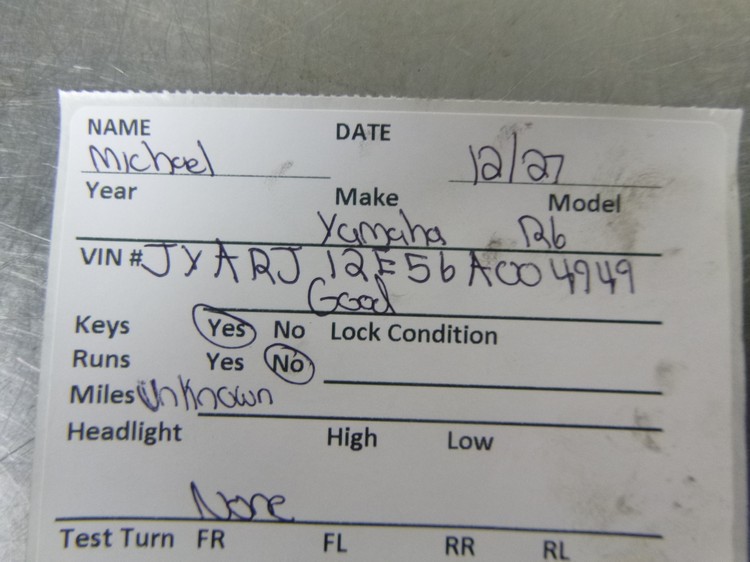 NAME DATE
Michael 12/27
Year Make Model
Yamaha R6
VIN # JYARJ12E56A004949
Good
Keys Yes No Lock Condition
Runs Yes No
Miles Unknown
Headlight High Low
None
Test Turn FR FL RR RL